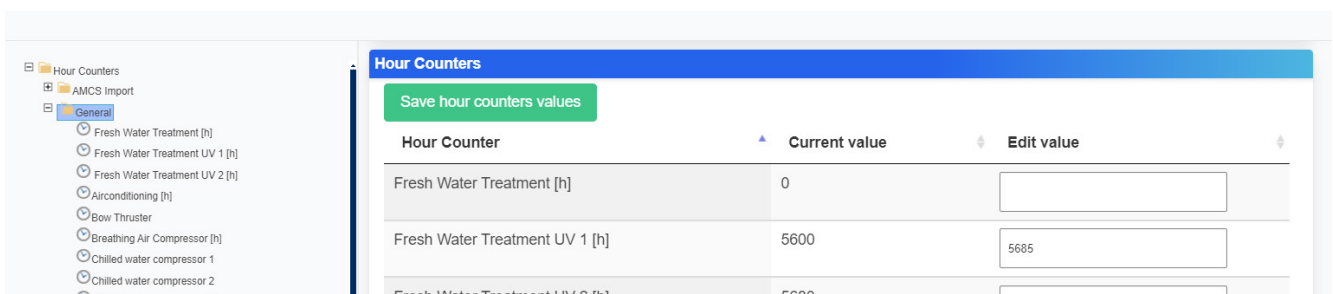 Hour Counters
AMCS Import
General
Fresh Water Treatment [h]
Fresh Water Treatment UV 1 [h]
Fresh Water Treatment UV 2 [h]
Airconditioning [h]
Bow Thruster
Breathing Air Compressor [h]
Chilled water compressor 1
Chilled water compressor 2
Hour Counters
Save hour counters values
Hour Counter Current value Edit value
Fresh Water Treatment [h] 0
Fresh Water Treatment UV 1 [h] 5600 5685